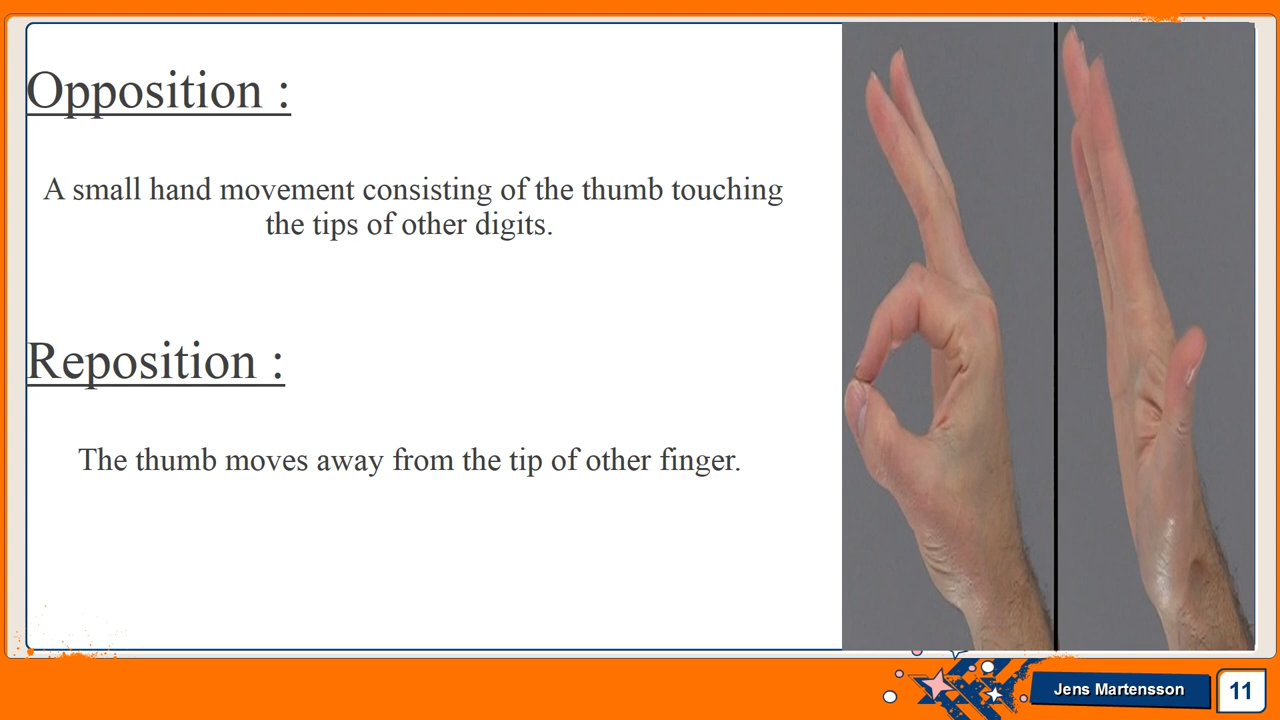 Opposition :
A small hand movement consisting of the thumb touching
the tips of other digits.
Reposition :
The thumb moves away from the tip of other finger.
Jens Martensson
11